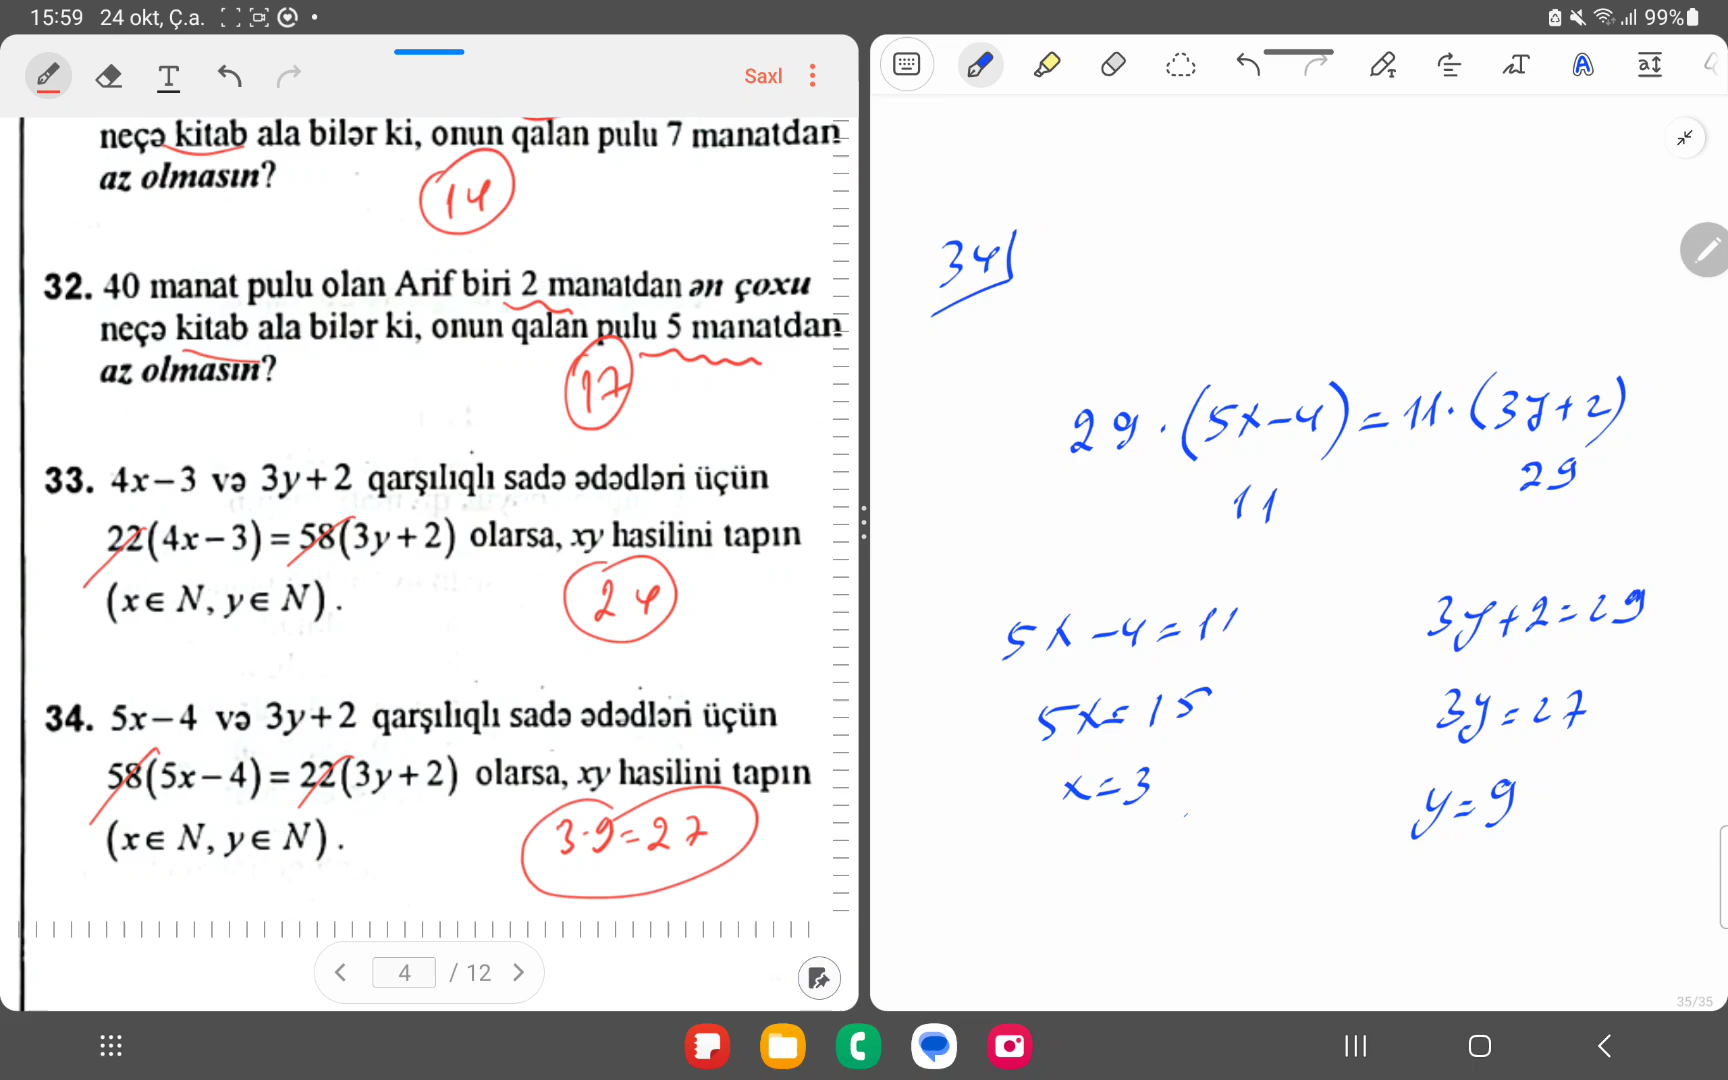 15:59 24 okt, Ç.a. 99%
Saxl
neçə kitab ala bilər ki, onun qalan pulu 7 manatdan
az olmasın?
14
32. 40 manat pulu olan Arif biri 2 manatdan ən çoxu
neçə kitab ala bilər ki, onun qalan pulu 5 manatdan
az olmasın?
17
33. 4x−3 və 3y+2 qarşılıqlı sadə ədədləri üçün
22(4x−3)=58(3y+2) olarsa, xy hasilini tapın
(x∈N, y∈N).
24
34. 5x−4 və 3y+2 qarşılıqlı sadə ədədləri üçün
58(5x−4)=22(3y+2) olarsa, xy hasilini tapın
(x∈N, y∈N).
3·9=27
4 / 12
34
29·(5x−4)=11·(3y+2)
11 29
5x−4=11
5x=15
x=3
3y+2=29
3y=27
y=9
35/35